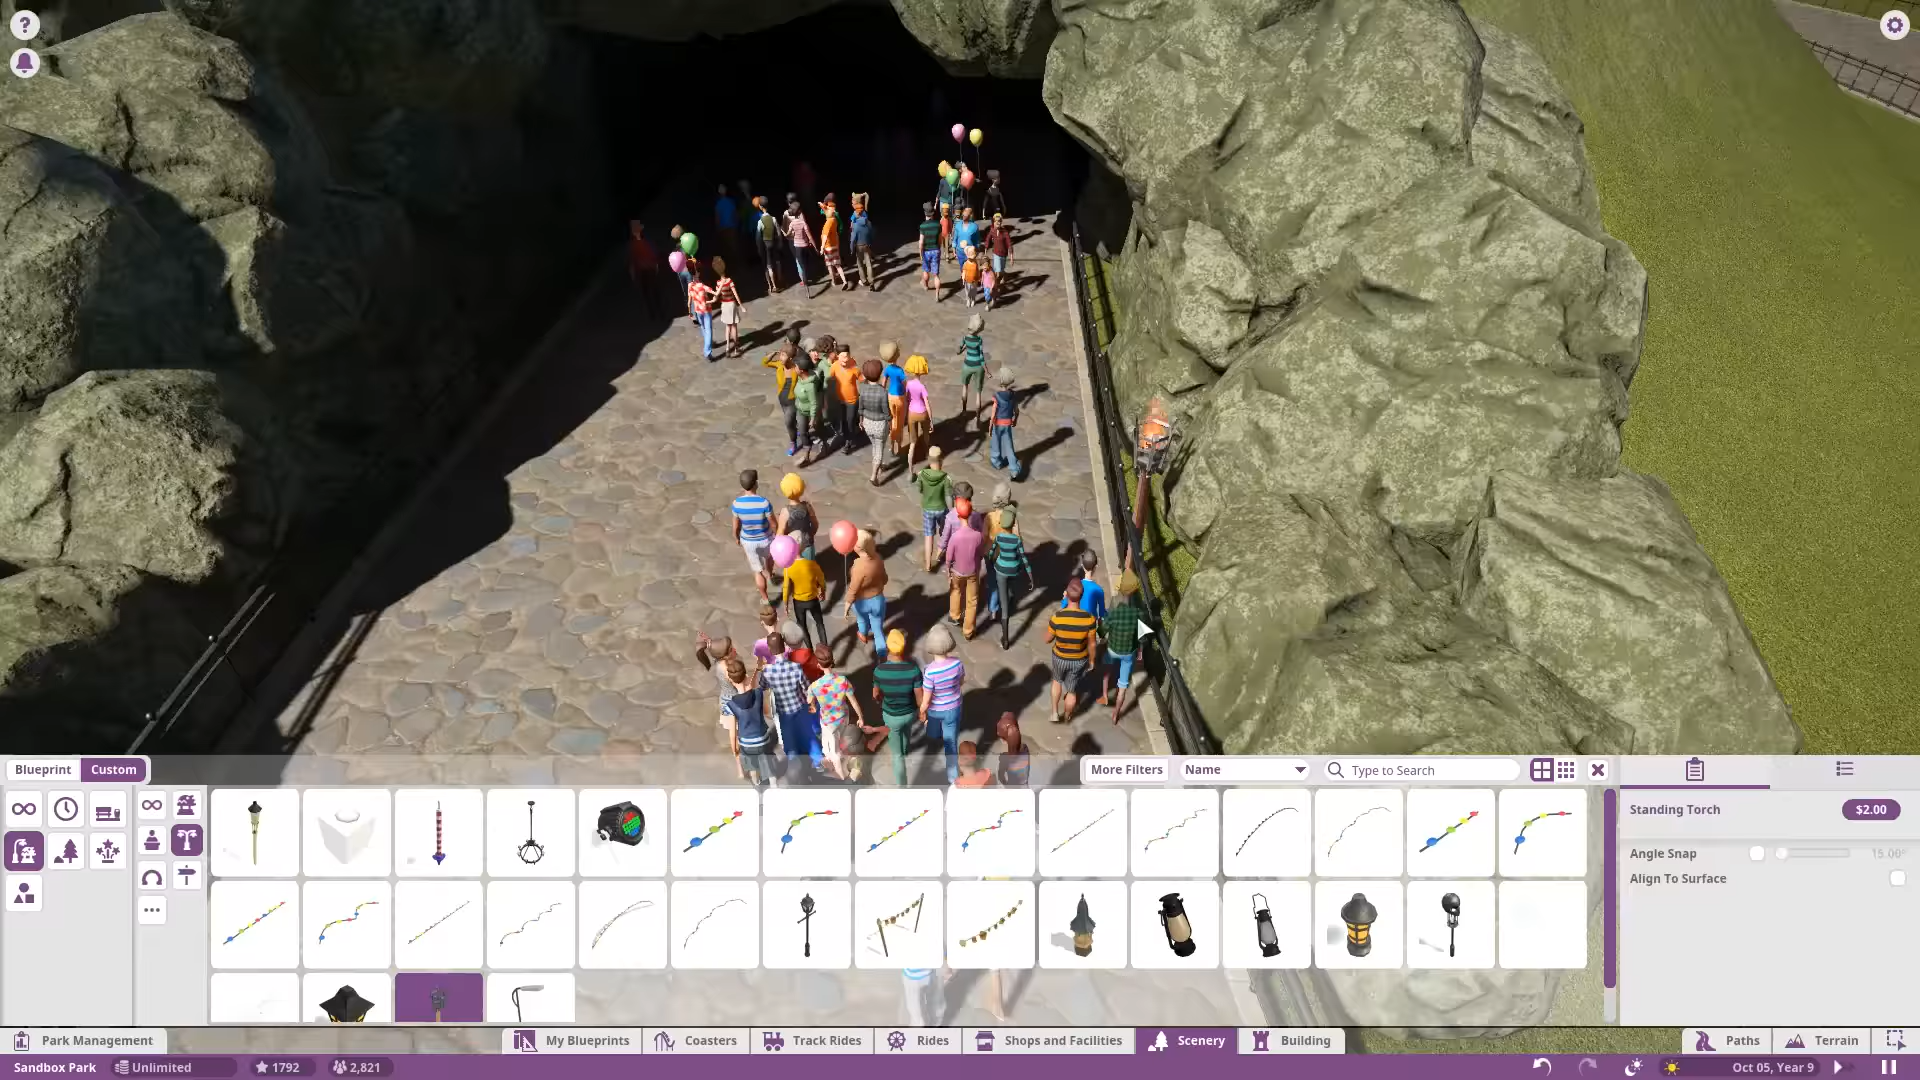 ?
Blueprint
Custom
More Filters
Name
Type to Search
Standing Torch
$2.00
Angle Snap
15.00°
Align To Surface
Park Management
My Blueprints
Coasters
Track Rides
Rides
Shops and Facilities
Scenery
Building
Paths
Terrain
Sandbox Park
Unlimited
1792
2,821
Oct 05, Year 9